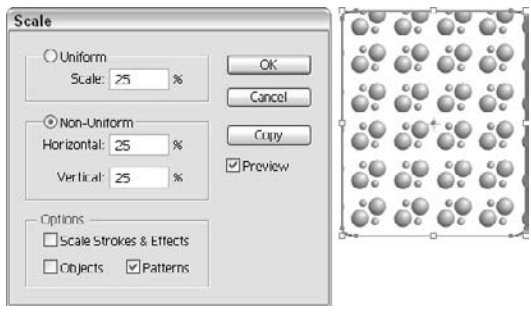 Scale
Uniform
Scale: 25 %
OK
Cancel
Non-Uniform
Horizontal: 25 %
Vertical: 25 %
Copy
Preview
Options
Scale Strokes & Effects
Objects Patterns